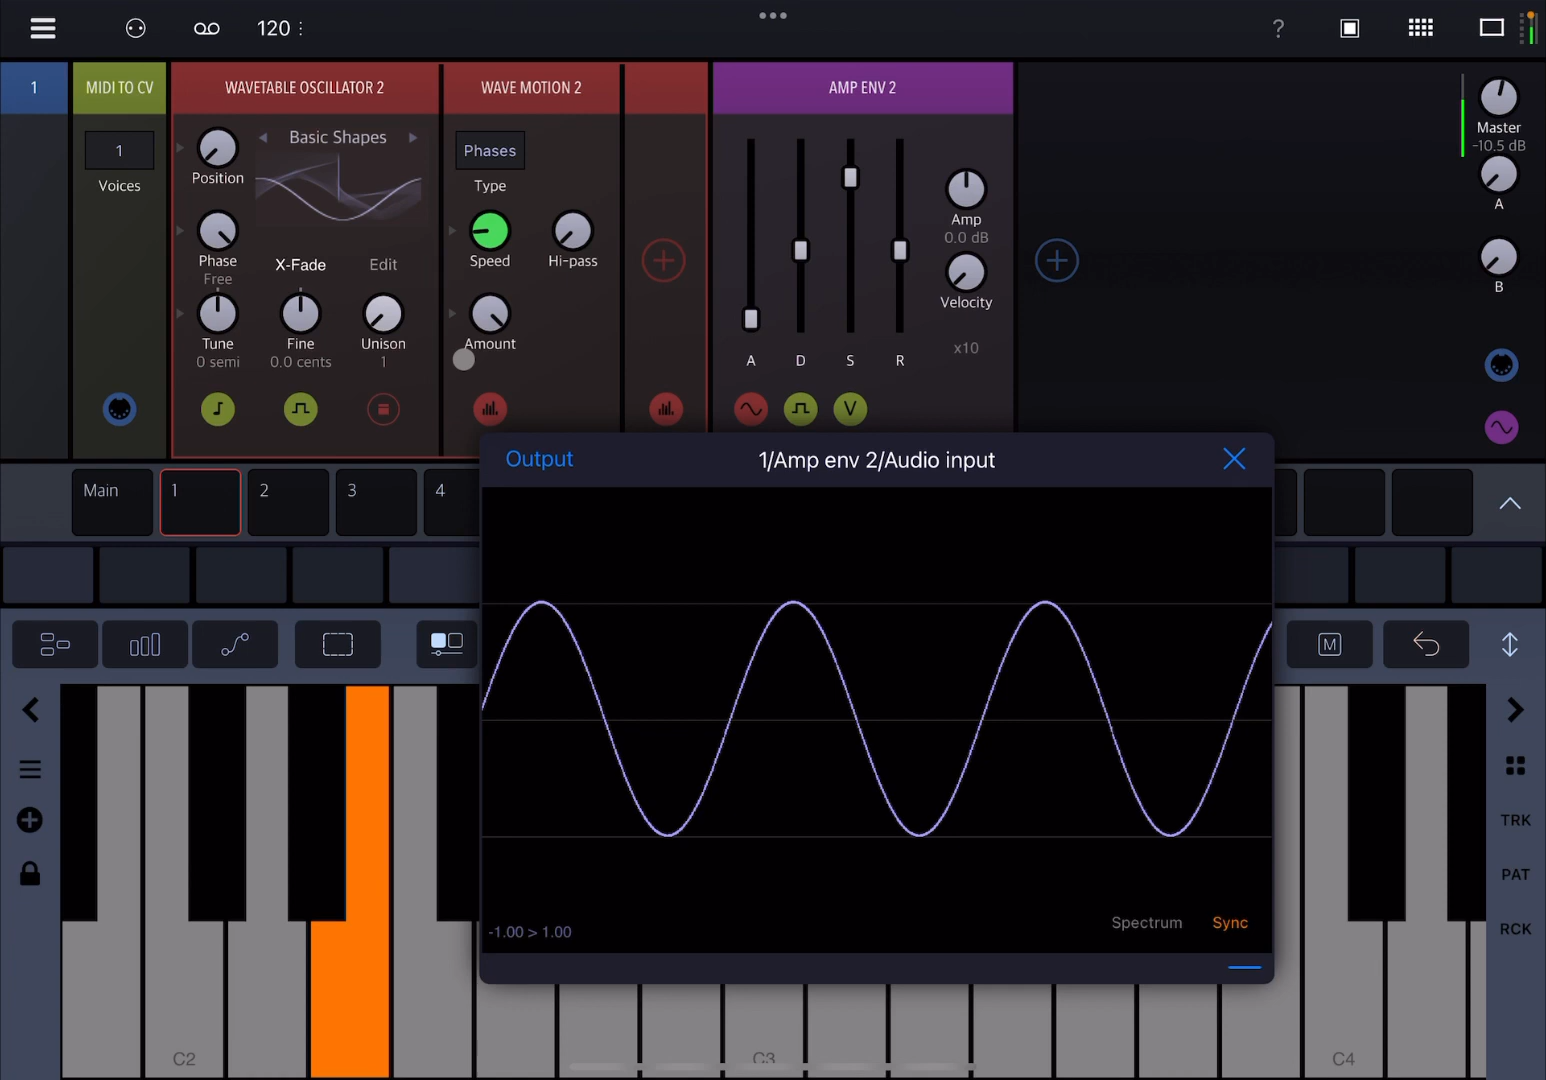 120
?
1
MIDI TO CV
WAVETABLE OSCILLATOR 2
WAVE MOTION 2
AMP ENV 2
Master
-10.5 dB
1
Voices
Position
Basic Shapes
Phases
Type
A
Phase
Free
X-Fade
Edit
Speed
Hi-pass
Amp
0.0 dB
B
Tune
0 semi
Fine
0.0 cents
Unison
1
Amount
Velocity
x10
A
D
S
R
V
Output
1/Amp env 2/Audio input
Main
1
2
3
4
M
TRK
PAT
RCK
-1.00 > 1.00
Spectrum
Sync
C2
C3
C4